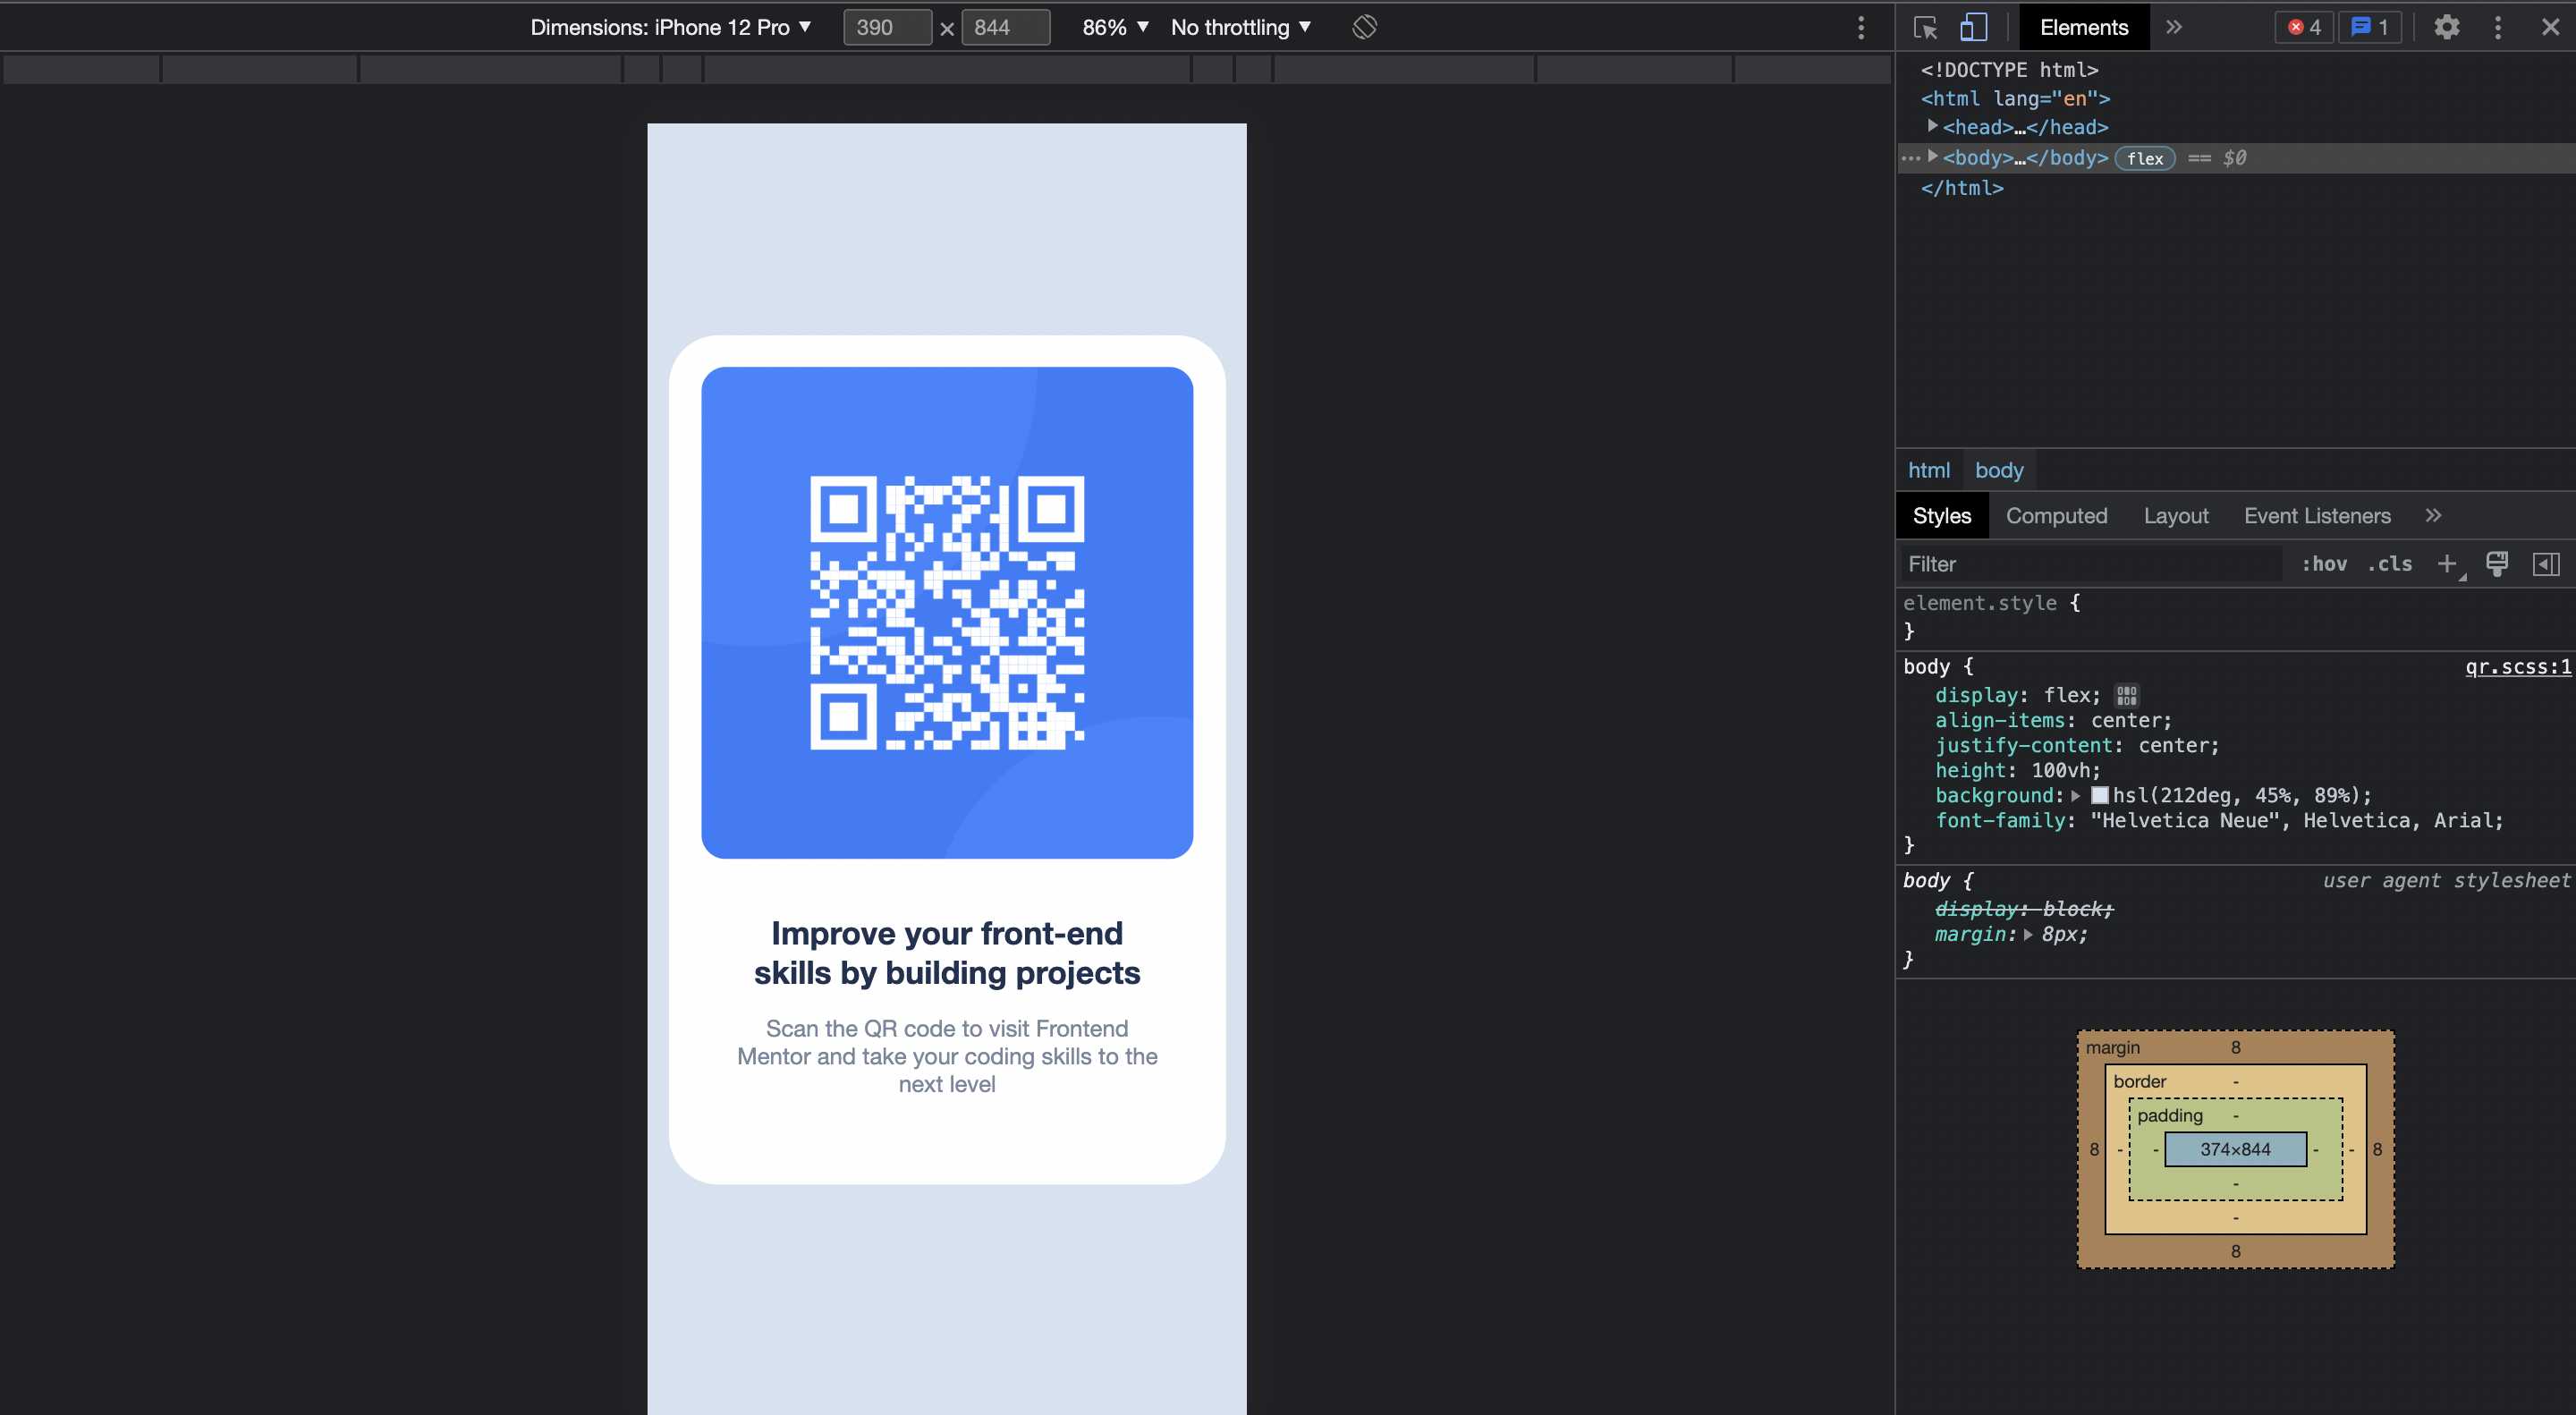 Dimensions: iPhone 12 Pro ▼ 390 × 844 86% ▼ No throttling ▼
Elements » 4 1
<!DOCTYPE html>
<html lang="en">
<head>…</head>
<body>…</body> flex == $0
</html>
Improve your front-end
skills by building projects
Scan the QR code to visit Frontend
Mentor and take your coding skills to the
next level
html body
Styles Computed Layout Event Listeners »
Filter :hov .cls +
element.style {
}
body { qr.scss:1
display: flex;
align-items: center;
justify-content: center;
height: 100vh;
background: hsl(212deg, 45%, 89%);
font-family: "Helvetica Neue", Helvetica, Arial;
}
body { user agent stylesheet
display: block;
margin: 8px;
}
margin 8
border -
padding -
8 - - 374×844 - - 8
-
-
8